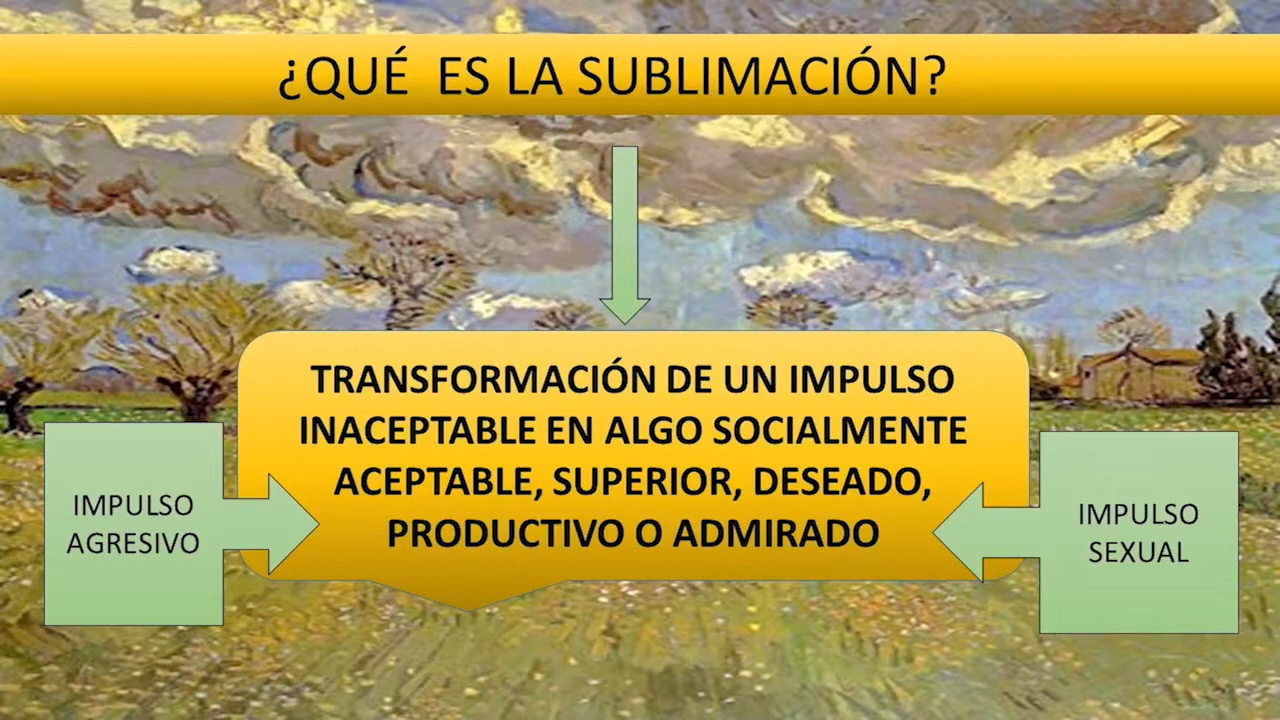 ¿QUÉ ES LA SUBLIMACIÓN?
TRANSFORMACIÓN DE UN IMPULSO
INACEPTABLE EN ALGO SOCIALMENTE
ACEPTABLE, SUPERIOR, DESEADO,
PRODUCTIVO O ADMIRADO
IMPULSO
AGRESIVO
IMPULSO
SEXUAL